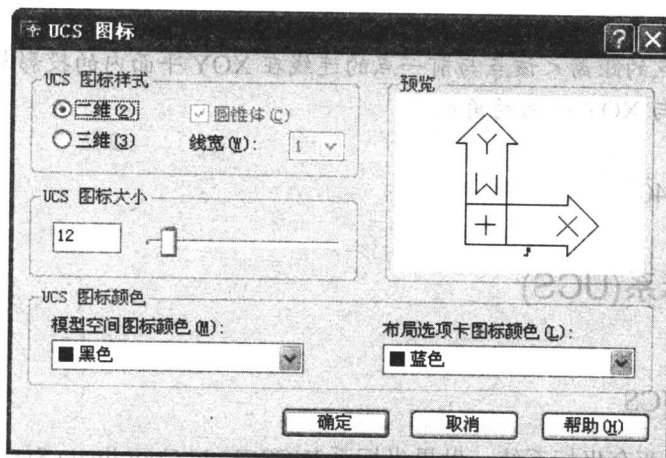 UCS 图标
UCS 图标样式
二维(2)
三维(3)
圆锥体(C)
线宽(W):
1
预览
Y
W
X
UCS 图标大小
12
UCS 图标颜色
模型空间图标颜色(M):
黑色
布局选项卡图标颜色(L):
蓝色
确定
取消
帮助(H)